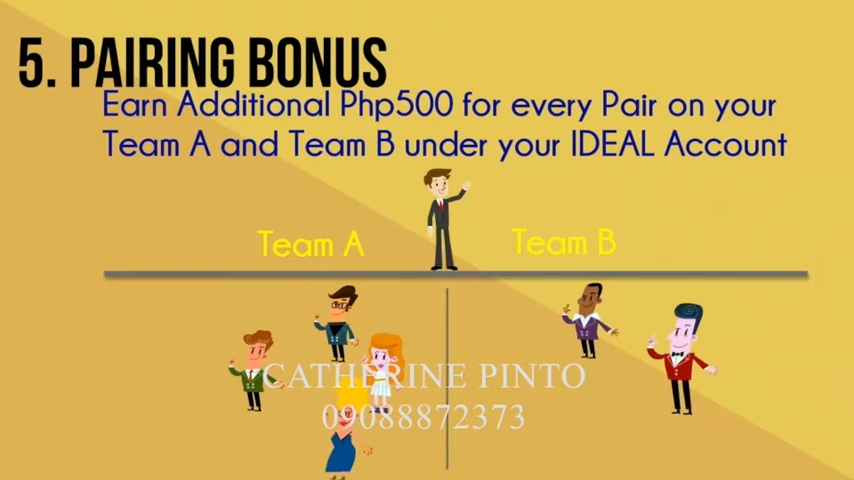 5. PAIRING BONUS
Earn Additional Php500 for every Pair on your
Team A and Team B under your IDEAL Account
Team A
Team B
CATHERINE PINTO
09088872373